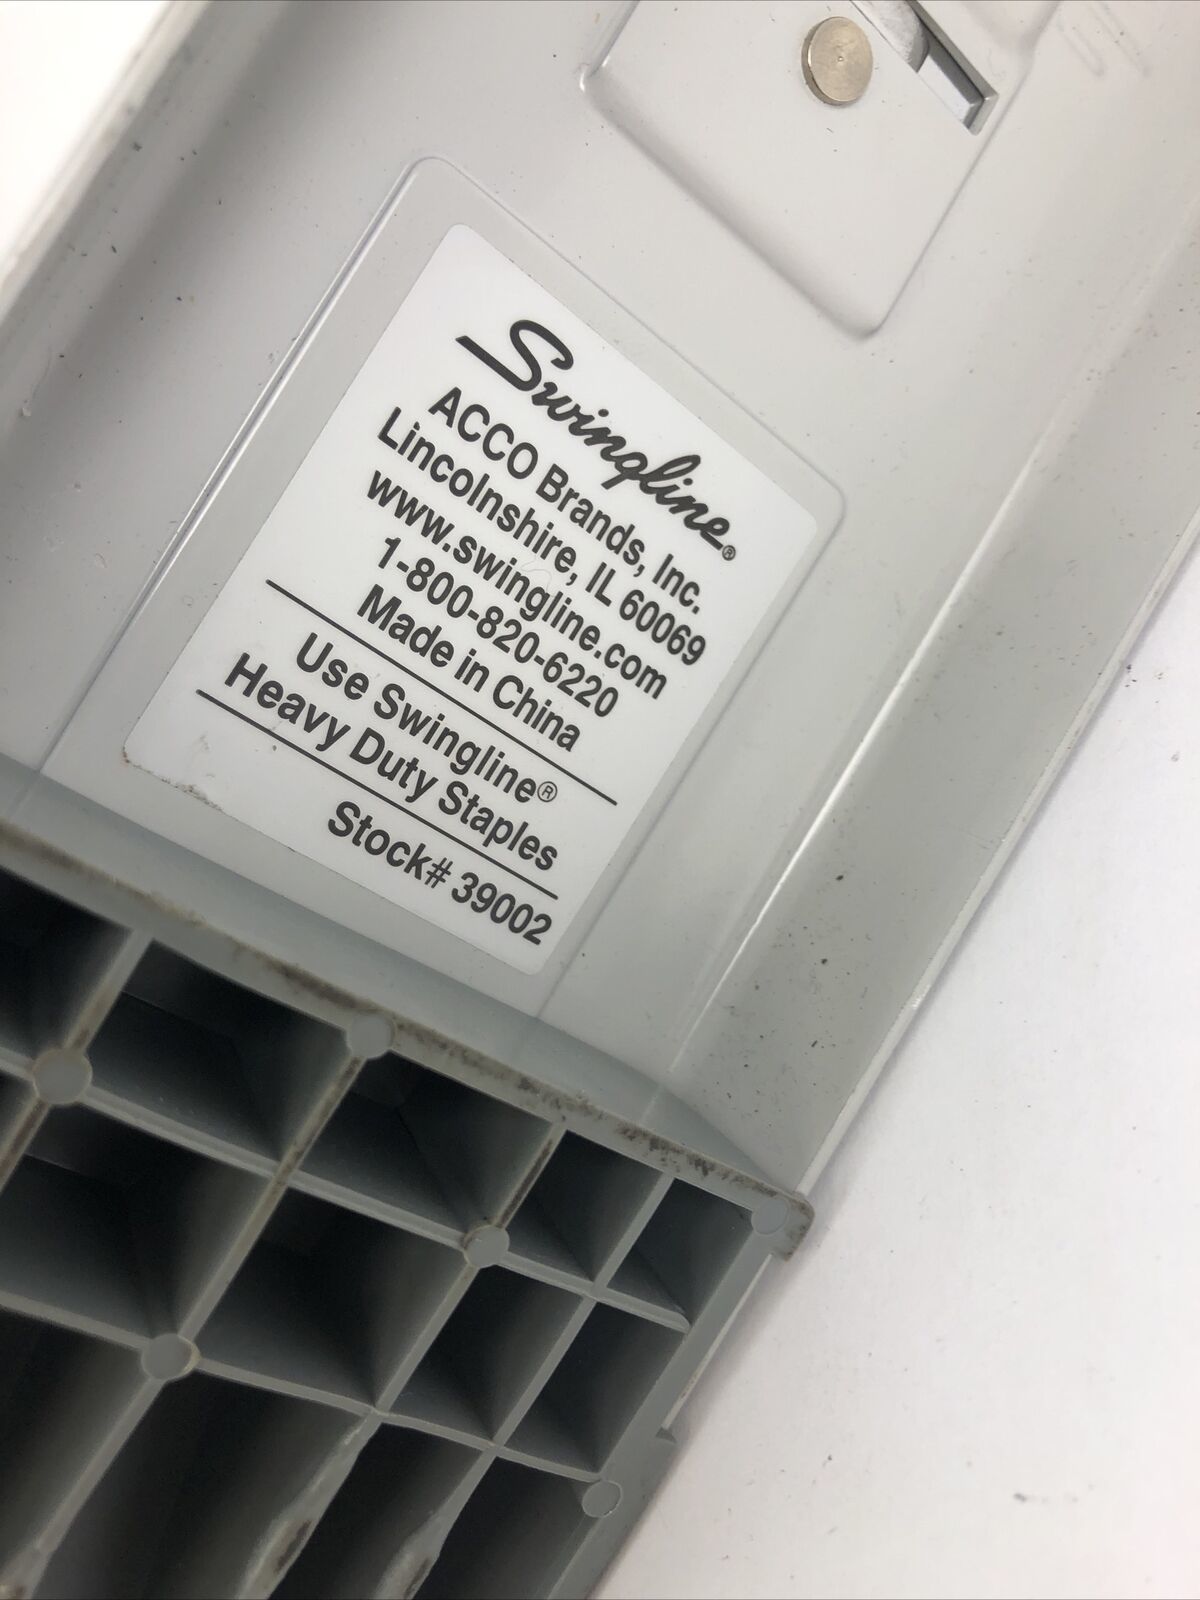 Swingline®
ACCO Brands, Inc.
Lincolnshire, IL 60069
www.swingline.com
1-800-820-6220
Made in China
Use Swingline®
Heavy Duty Staples
Stock# 39002